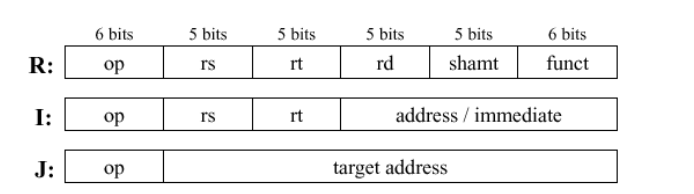 6 bits 5 bits 5 bits 5 bits 5 bits 6 bits
R: op rs rt rd shamt funct
I: op rs rt address / immediate
J: op target address